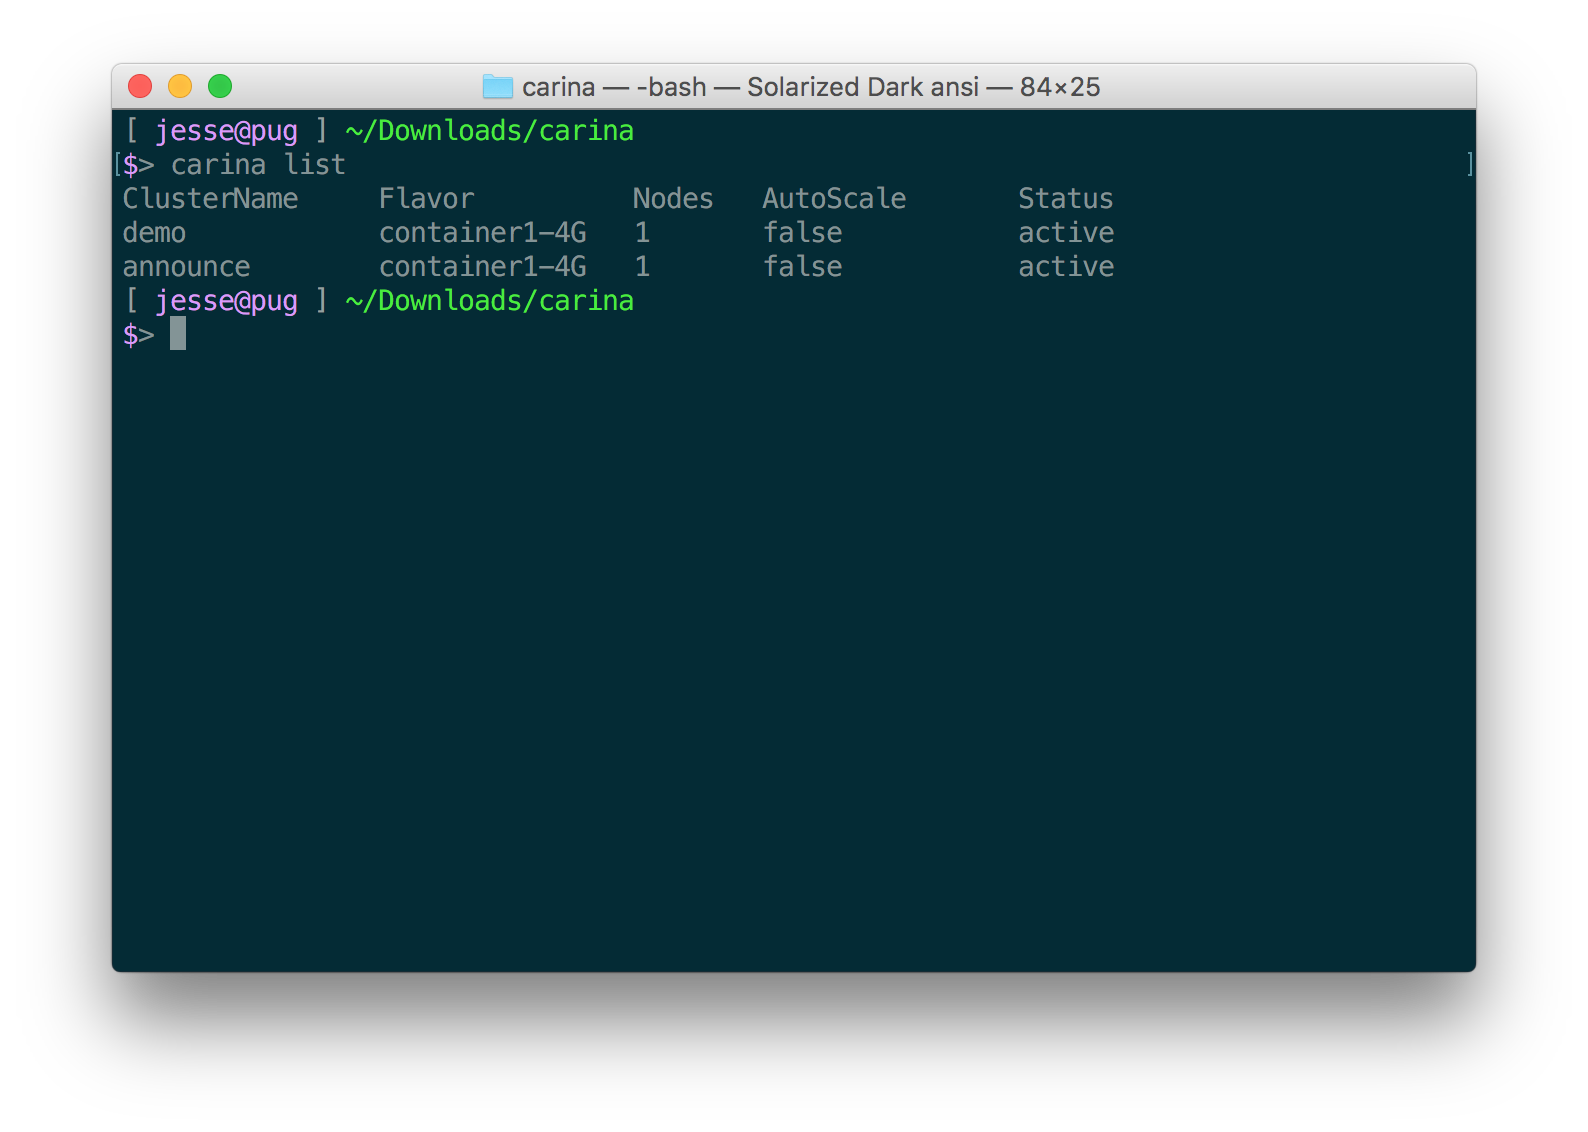 carina — -bash — Solarized Dark ansi — 84×25
[ jesse@pug ] ~/Downloads/carina
[$> carina list ]
ClusterName Flavor Nodes AutoScale Status
demo container1-4G 1 false active
announce container1-4G 1 false active
[ jesse@pug ] ~/Downloads/carina
$>